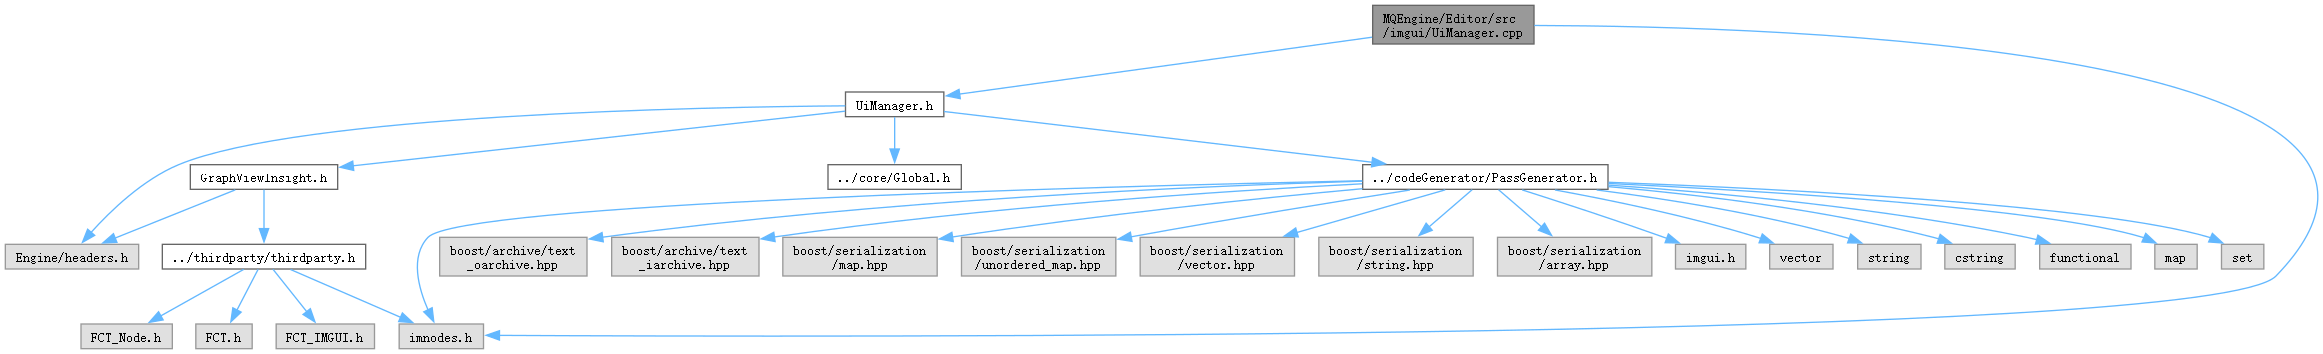 MQEngine/Editor/src
/imgui/UiManager.cpp
UiManager.h
GraphViewInsight.h
../core/Global.h
../codeGenerator/PassGenerator.h
Engine/headers.h
../thirdparty/thirdparty.h
boost/archive/text
_oarchive.hpp
boost/archive/text
_iarchive.hpp
boost/serialization
/map.hpp
boost/serialization
/unordered_map.hpp
boost/serialization
/vector.hpp
boost/serialization
/string.hpp
boost/serialization
/array.hpp
imgui.h
vector
string
cstring
functional
map
set
FCT_Node.h
FCT.h
FCT_IMGUI.h
imnodes.h